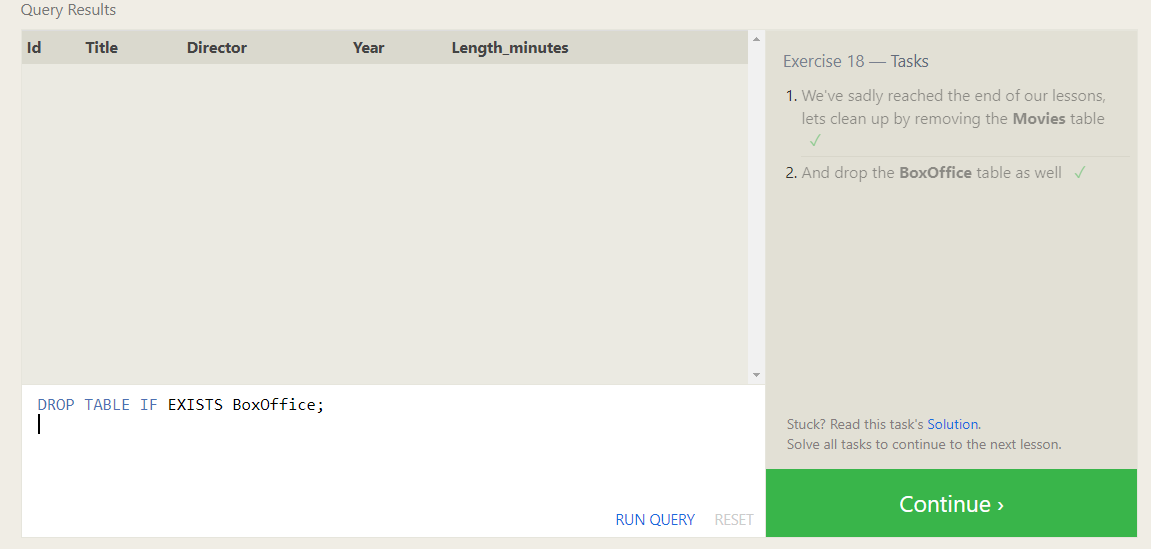 Query Results
Id Title Director Year Length_minutes
DROP TABLE IF EXISTS BoxOffice;
RUN QUERY RESET
Exercise 18 — Tasks
1. We've sadly reached the end of our lessons,
lets clean up by removing the Movies table
✓
2. And drop the BoxOffice table as well ✓
Stuck? Read this task's Solution.
Solve all tasks to continue to the next lesson.
Continue ›